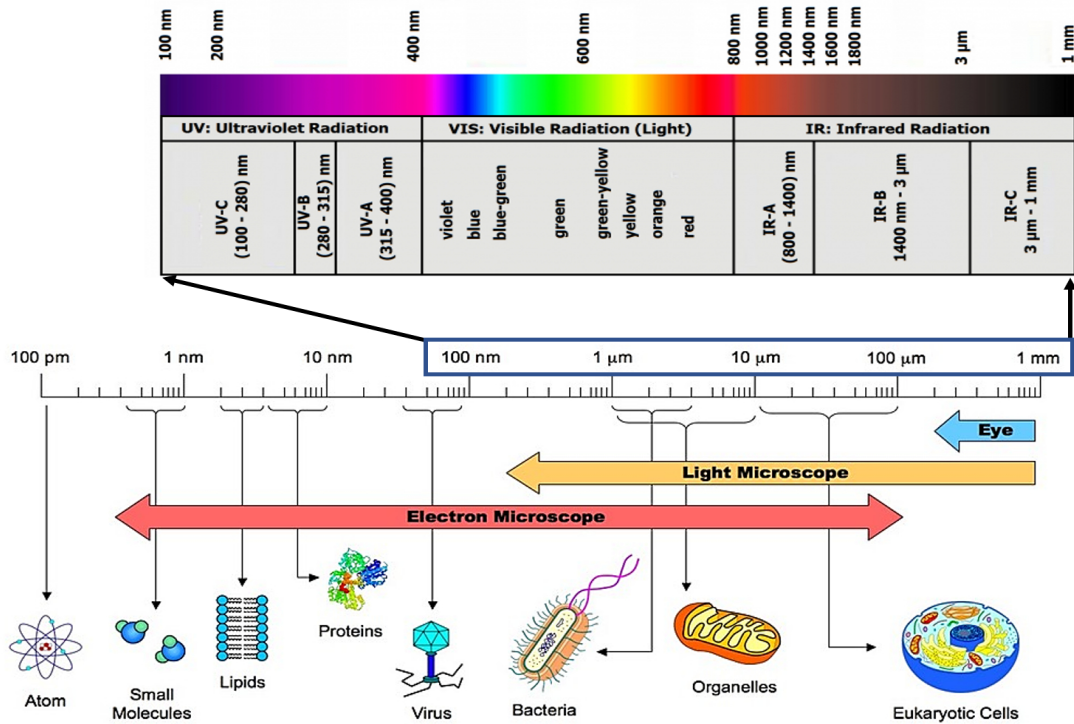 100 nm
200 nm
400 nm
600 nm
800 nm
1000 nm
1200 nm
1400 nm
1600 nm
1800 nm
3 µm
1 mm
UV: Ultraviolet Radiation
VIS: Visible Radiation (Light)
IR: Infrared Radiation
UV-C
(100 - 280) nm
UV-B
(280 - 315) nm
UV-A
(315 - 400) nm
violet
blue
blue-green
green
green-yellow
yellow
orange
red
IR-A
(800 - 1400) nm
IR-B
1400 nm - 3 µm
IR-C
3 µm - 1 mm
100 pm
1 nm
10 nm
100 nm
1 µm
10 µm
100 µm
1 mm
Eye
Light Microscope
Electron Microscope
Atom
Small
Molecules
Lipids
Proteins
Virus
Bacteria
Organelles
Eukaryotic Cells